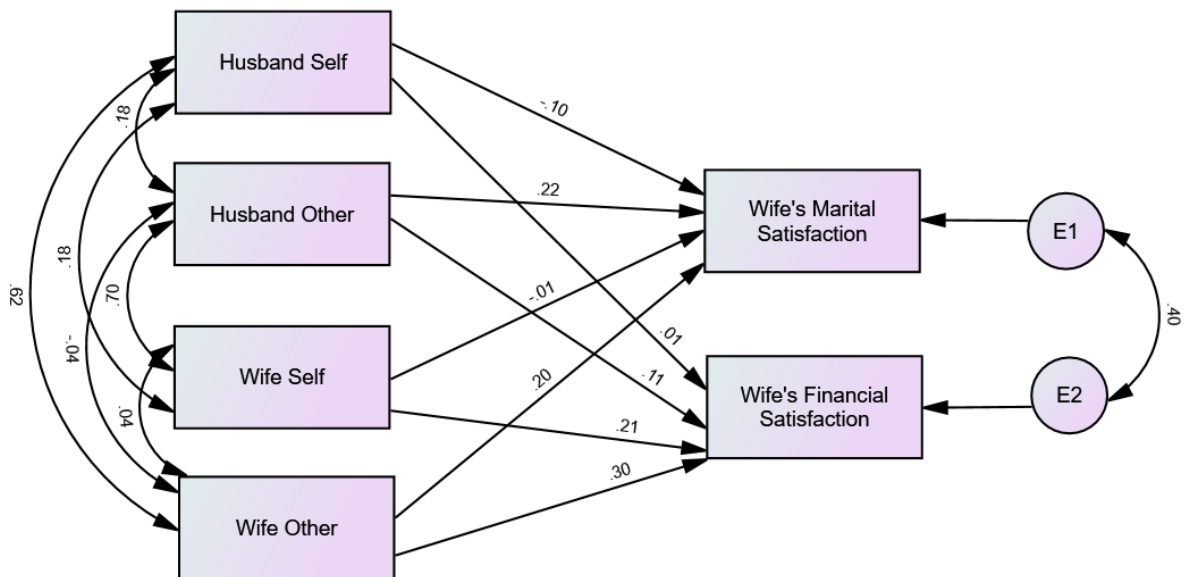 Husband Self
-.10
.18
Husband Other
.22
Wife's Marital
Satisfaction
E1
.18
.62
.70
-.01
.01
.40
-.04
Wife Self
.20
.11
Wife's Financial
Satisfaction
E2
.04
.21
.30
Wife Other